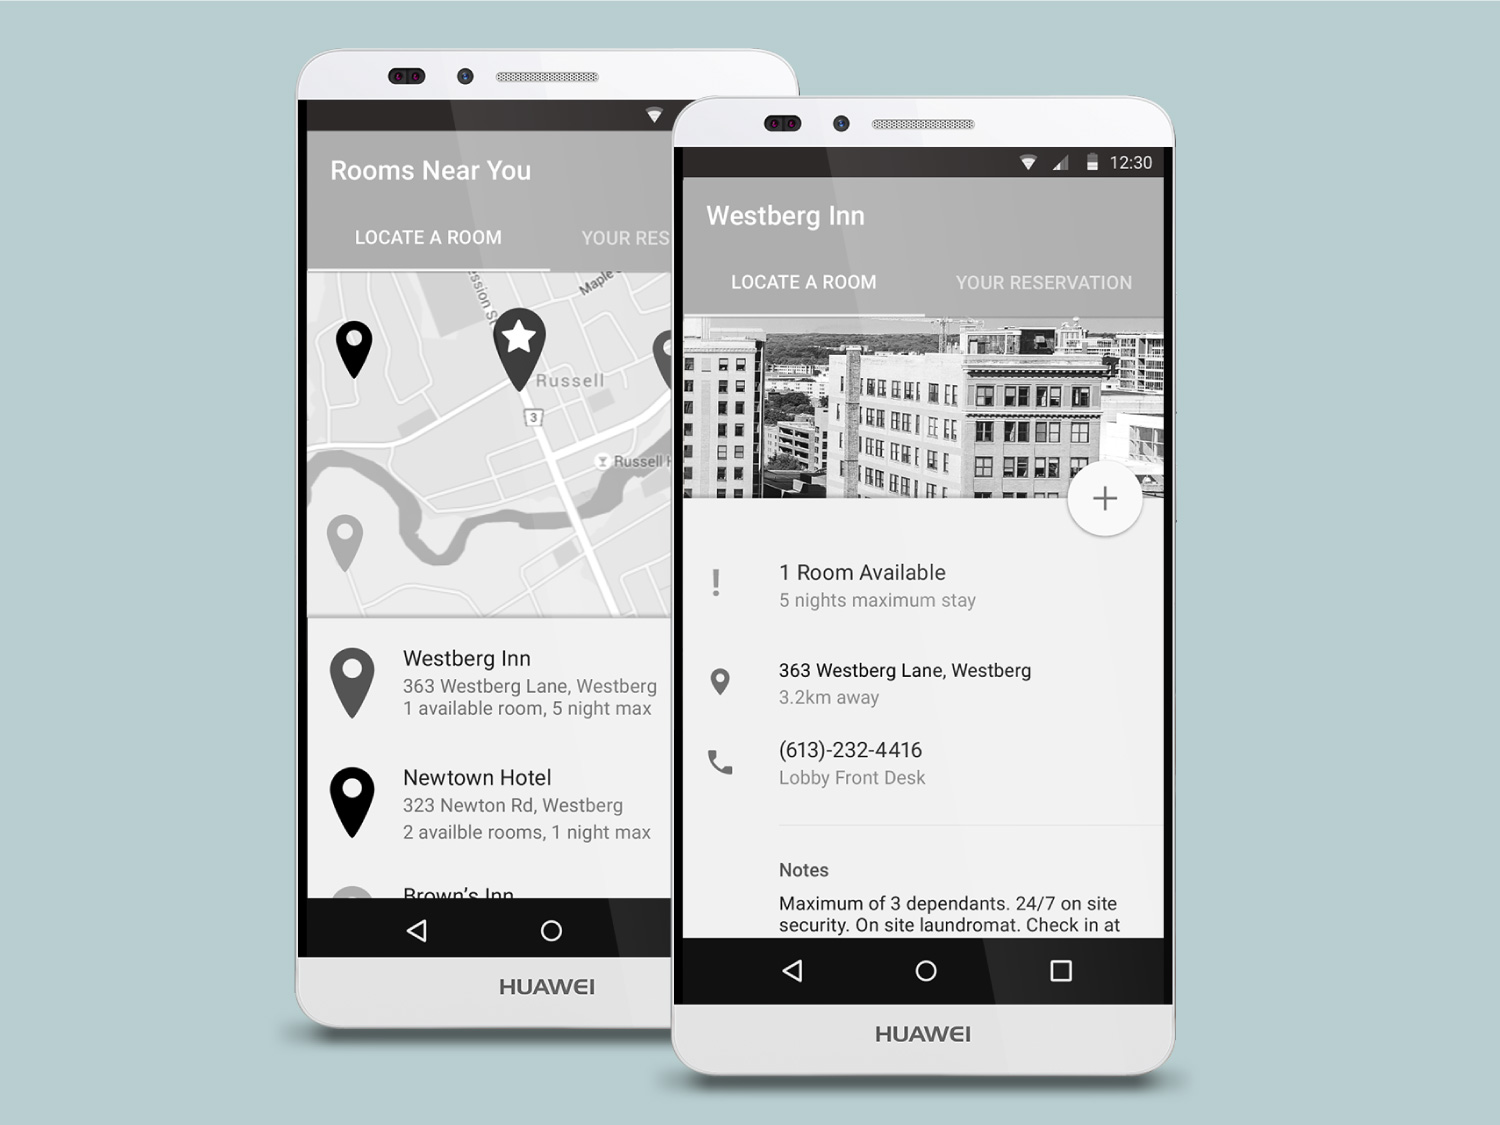 Rooms Near You
LOCATE A ROOM
YOUR RES
Maple
ssion S
Russell
3
Russell H
Westberg Inn
363 Westberg Lane, Westberg
1 available room, 5 night max
Newtown Hotel
323 Newton Rd, Westberg
2 availble rooms, 1 night max
Brown's Inn
HUAWEI
12:30
Westberg Inn
LOCATE A ROOM
YOUR RESERVATION
1 Room Available
5 nights maximum stay
363 Westberg Lane, Westberg
3.2km away
(613)-232-4416
Lobby Front Desk
Notes
Maximum of 3 dependants. 24/7 on site
security. On site laundromat. Check in at
HUAWEI